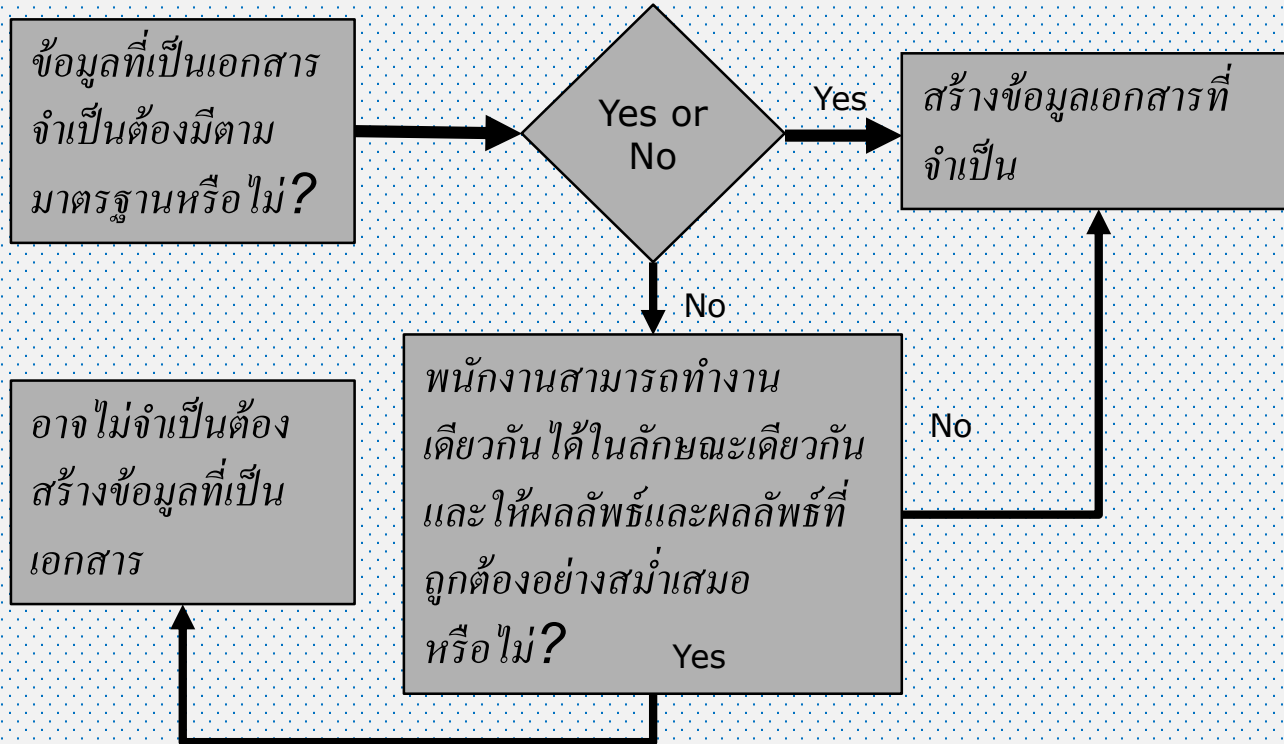 ข้อมูลที่เป็นเอกสาร
จำเป็นต้องมีตาม
มาตรฐานหรือไม่?
Yes or
No
Yes
สร้างข้อมูลเอกสารที่
จำเป็น
No
พนักงานสามารถทำงาน
เดียวกันได้ในลักษณะเดียวกัน
และให้ผลลัพธ์และผลลัพธ์ที่
ถูกต้องอย่างสม่ำเสมอ
หรือไม่?
Yes
No
อาจไม่จำเป็นต้อง
สร้างข้อมูลที่เป็น
เอกสาร